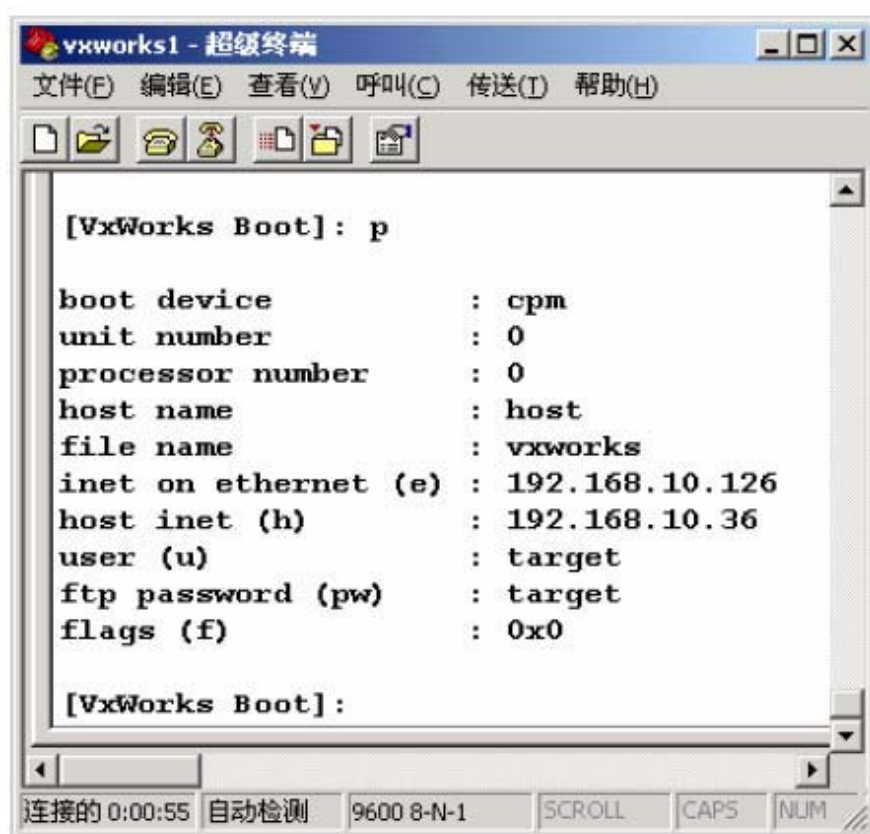 vxworks1 - 超级终端
文件(F) 编辑(E) 查看(V) 呼叫(C) 传送(T) 帮助(H)
[VxWorks Boot]: p
boot device : cpm
unit number : 0
processor number : 0
host name : host
file name : vxworks
inet on ethernet (e) : 192.168.10.126
host inet (h) : 192.168.10.36
user (u) : target
ftp password (pw) : target
flags (f) : 0x0
[VxWorks Boot]:
连接的 0:00:55 自动检测 9600 8-N-1 SCROLL CAPS NUM